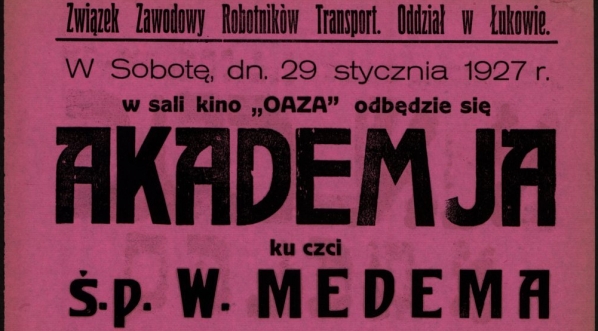 Związek Zawodowy Robotników Transport. Oddział w Łukowie.
W Sobotę, dn. 29 stycznia 1927 r.
w sali kino „OAZA” odbędzie się
AKADEMJA
ku czci
ś.p. W. MEDEMA